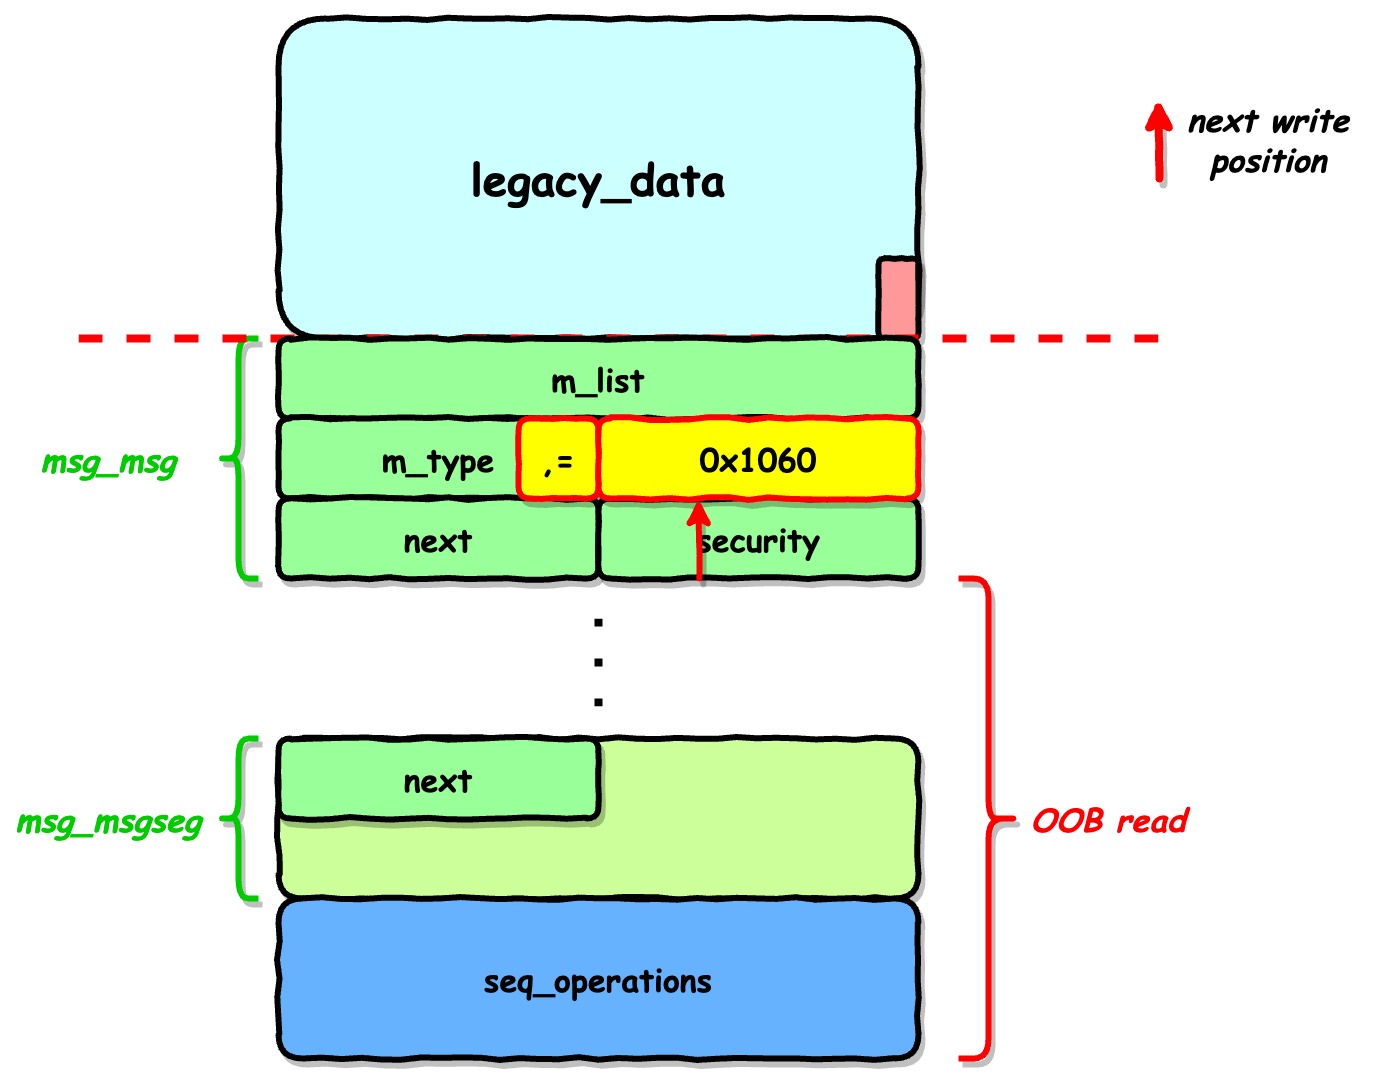 legacy_data
next write
position
m_list
msg_msg
m_type
,=
0x1060
next
security
next
msg_msgseg
OOB read
seq_operations